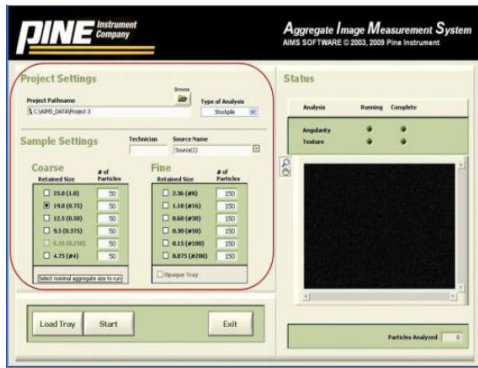 PINE Instrument Company
Aggregate Image Measurement System
AIMS SOFTWARE © 2003, 2009 Pine Instrument
Project Settings
Browse
Project Pathname
Type of Analysis
C:\AIMS_DATA\Project 3
Stockpile
Sample Settings
Technician
Source Name
Source(1)
Coarse
Retained Size
# of Particles
25.0 (1.0) 50
19.0 (0.75) 50
12.5 (0.50) 50
9.5 (0.375) 50
6.35 (0.250) 50
4.75 (#4) 50
Select nominal aggregate size to run
Fine
Retained Size
# of Particles
2.36 (#8) 150
1.18 (#16) 150
0.60 (#30) 150
0.30 (#50) 150
0.15 (#100) 150
0.075 (#200) 150
Opaque Tray
Load Tray
Start
Exit
Status
Analysis Running Complete
Angularity
Texture
Particles Analyzed 0